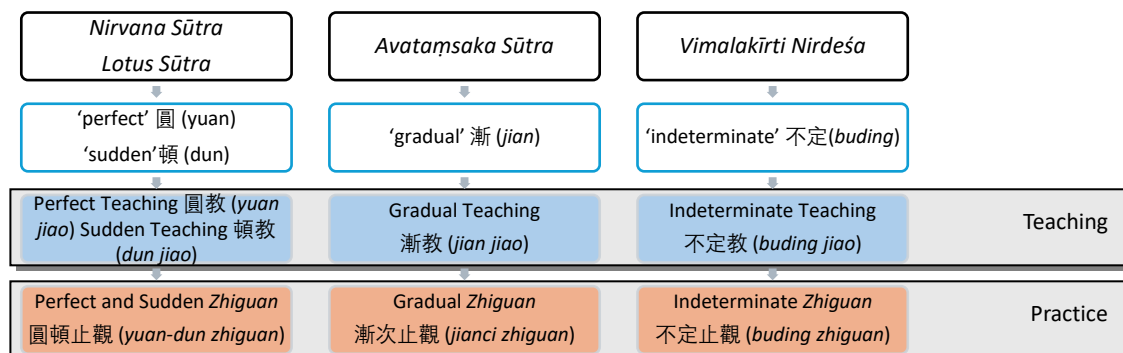 Nirvana Sūtra
Lotus Sūtra
Avataṃsaka Sūtra
Vimalakīrti Nirdeśa
‘perfect’ 圓 (yuan)
‘sudden’頓 (dun)
‘gradual’ 漸 (jian)
‘indeterminate’ 不定(buding)
Perfect Teaching 圓教 (yuan
jiao) Sudden Teaching 頓教
(dun jiao)
Gradual Teaching
漸教 (jian jiao)
Indeterminate Teaching
不定教 (buding jiao)
Teaching
Perfect and Sudden Zhiguan
圓頓止觀 (yuan-dun zhiguan)
Gradual Zhiguan
漸次止觀 (jianci zhiguan)
Indeterminate Zhiguan
不定止觀 (buding zhiguan)
Practice